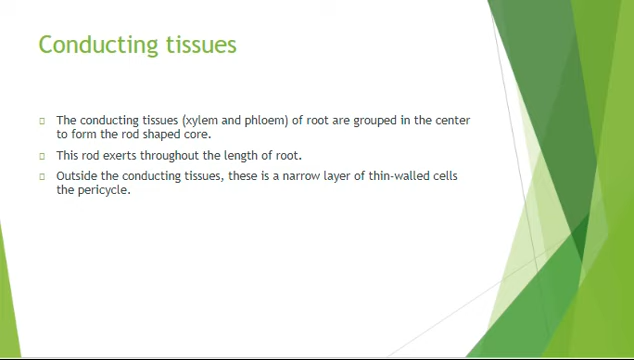 Conducting tissues
The conducting tissues (xylem and phloem) of root are grouped in the center
to form the rod shaped core.
This rod exerts throughout the length of root.
Outside the conducting tissues, these is a narrow layer of thin-walled cells
the pericycle.